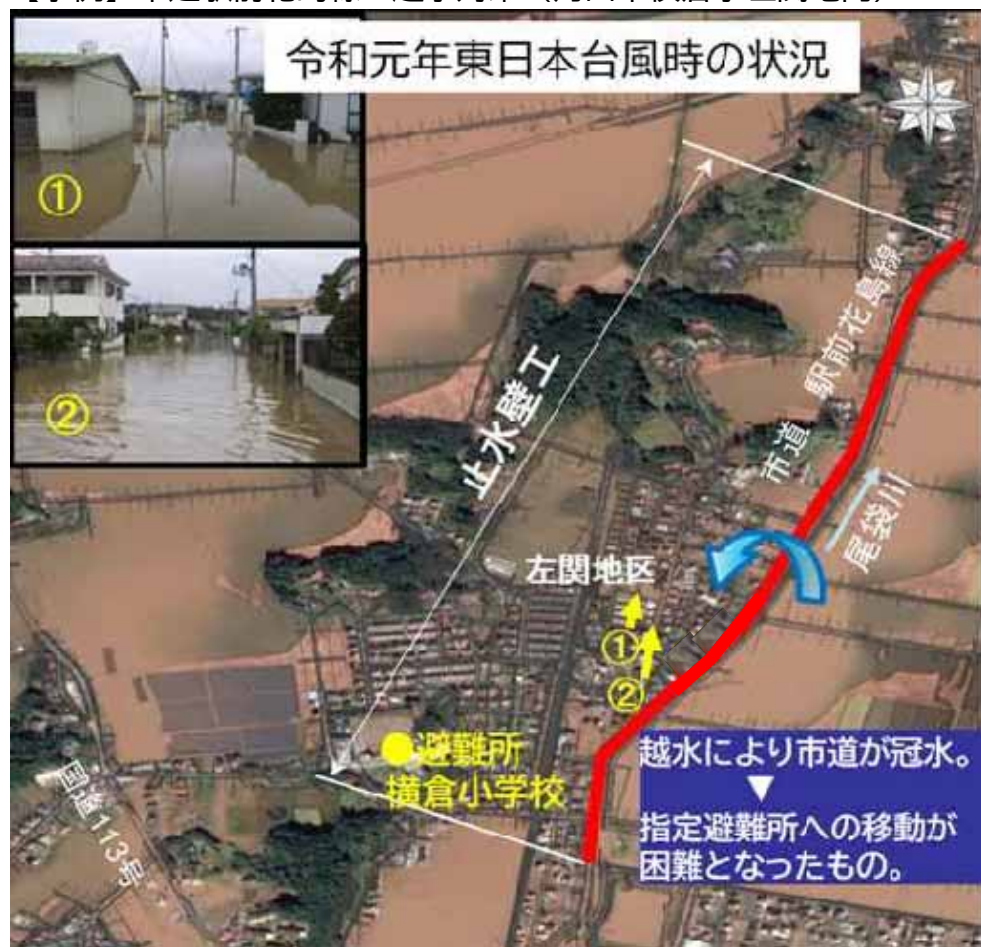 令和元年東日本台風時の状況
①
②
止水壁工
市道 駅前花島線
尾袋川
左関地区
①
②
●避難所
横倉小学校
国道113号
越水により市道が冠水。
▼
指定避難所への移動が
困難となったもの。